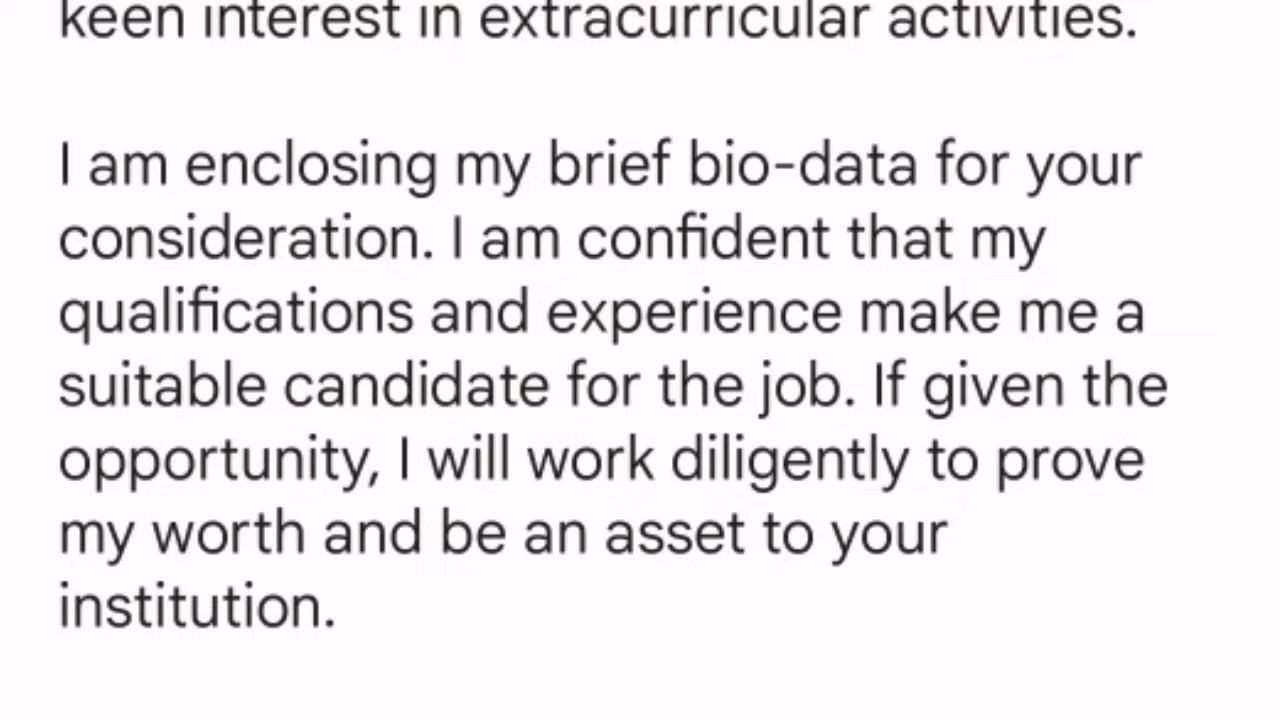 keen interest in extracurricular activities.
I am enclosing my brief bio-data for your
consideration. I am confident that my
qualifications and experience make me a
suitable candidate for the job. If given the
opportunity, I will work diligently to prove
my worth and be an asset to your
institution.